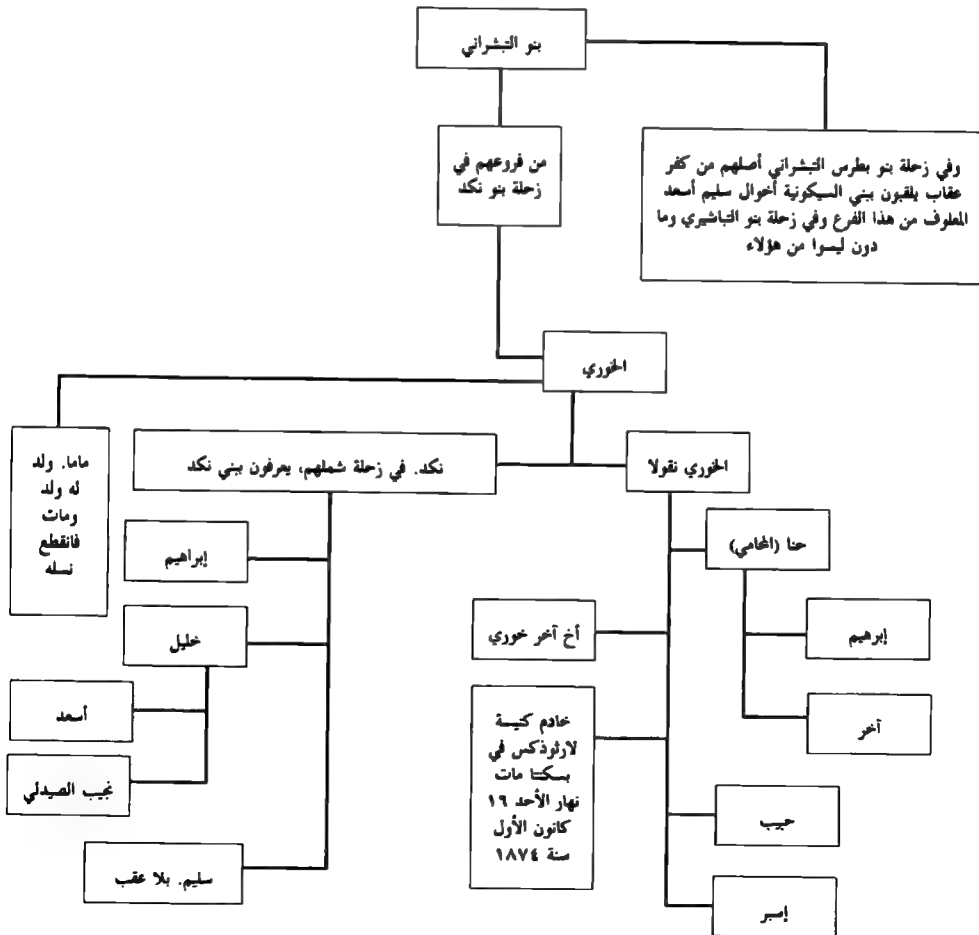 بنو التبشراني
من فروعهم في
زحلة بنو نكد
وفي زحلة بنو بطرس التبشراني أصلهم من كفر
عقاب يلقبون ببني السيكونية أخوال سليم أسعد
المعلوف من هذا الفرع وفي زحلة بنو التباشيري وما
دون ليسوا من هؤلاء
الخوري
الخوري نقولا
نكد. في زحلة شملهم، يعرفون ببني نكد
ماما. ولد
له ولد
ومات
فانقطع
نسله
حنا (المحامي)
إبرهيم
آخر
أخ آخر خوري
خادم كنيسة
لارثوذكس في
بسكنتا مات
نهار الأحد ١٦
كانون الأول
سنة ١٨٧٤
حبيب
إسبر
إبراهيم
خليل
أسعد
نجيب الصيدلي
سليم. بلا عقب